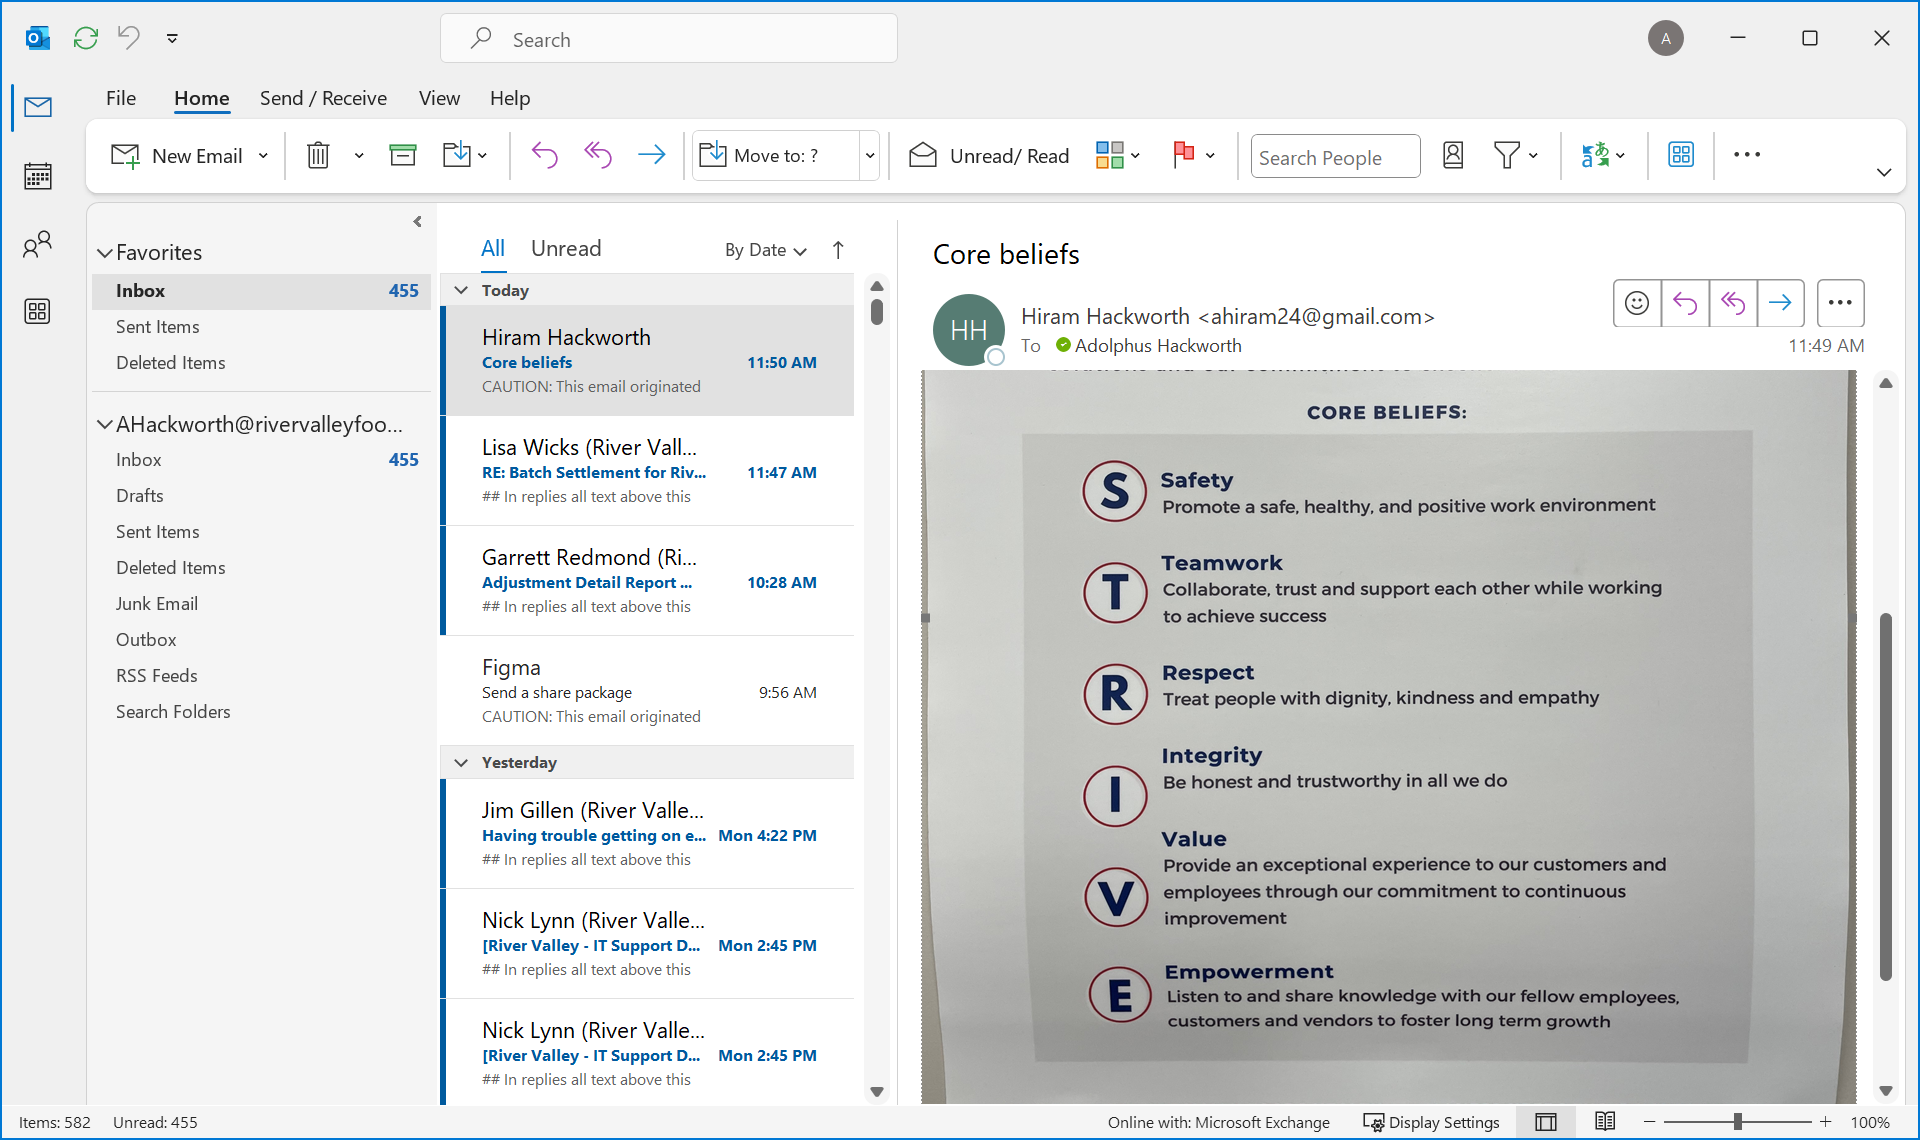 Search
A
File Home Send / Receive View Help
New Email
Move to: ?
Unread/ Read
Search People
Favorites
Inbox 455
Sent Items
Deleted Items
AHackworth@rivervalleyfoo...
Inbox 455
Drafts
Sent Items
Deleted Items
Junk Email
Outbox
RSS Feeds
Search Folders
All Unread By Date
Today
Hiram Hackworth
Core beliefs 11:50 AM
CAUTION: This email originated
Lisa Wicks (River Vall...
RE: Batch Settlement for Riv... 11:47 AM
## In replies all text above this
Garrett Redmond (Ri...
Adjustment Detail Report ... 10:28 AM
## In replies all text above this
Figma
Send a share package 9:56 AM
CAUTION: This email originated
Yesterday
Jim Gillen (River Valle...
Having trouble getting on e... Mon 4:22 PM
## In replies all text above this
Nick Lynn (River Valle...
[River Valley - IT Support D... Mon 2:45 PM
## In replies all text above this
Nick Lynn (River Valle...
[River Valley - IT Support D... Mon 2:45 PM
## In replies all text above this
Core beliefs
HH
Hiram Hackworth <ahiram24@gmail.com>
To Adolphus Hackworth 11:49 AM
CORE BELIEFS:
S
Safety
Promote a safe, healthy, and positive work environment
T
Teamwork
Collaborate, trust and support each other while working
to achieve success
R
Respect
Treat people with dignity, kindness and empathy
I
Integrity
Be honest and trustworthy in all we do
V
Value
Provide an exceptional experience to our customers and
employees through our commitment to continuous
improvement
E
Empowerment
Listen to and share knowledge with our fellow employees,
customers and vendors to foster long term growth
Items: 582 Unread: 455
Online with: Microsoft Exchange Display Settings 100%